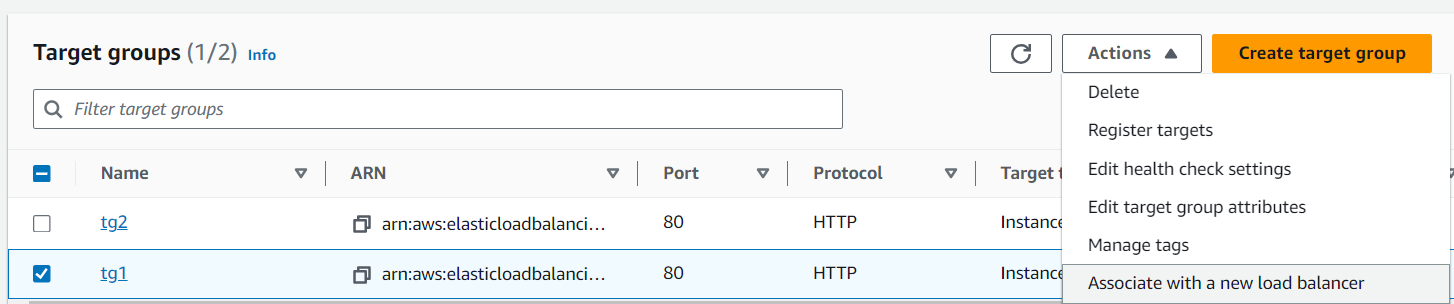 Target groups (1/2) Info
Actions
Create target group
Filter target groups
Delete
Register targets
Edit health check settings
Edit target group attributes
Manage tags
Associate with a new load balancer
Name ARN Port Protocol Target
tg2 arn:aws:elasticloadbalanci... 80 HTTP
tg1 arn:aws:elasticloadbalanci... 80 HTTP